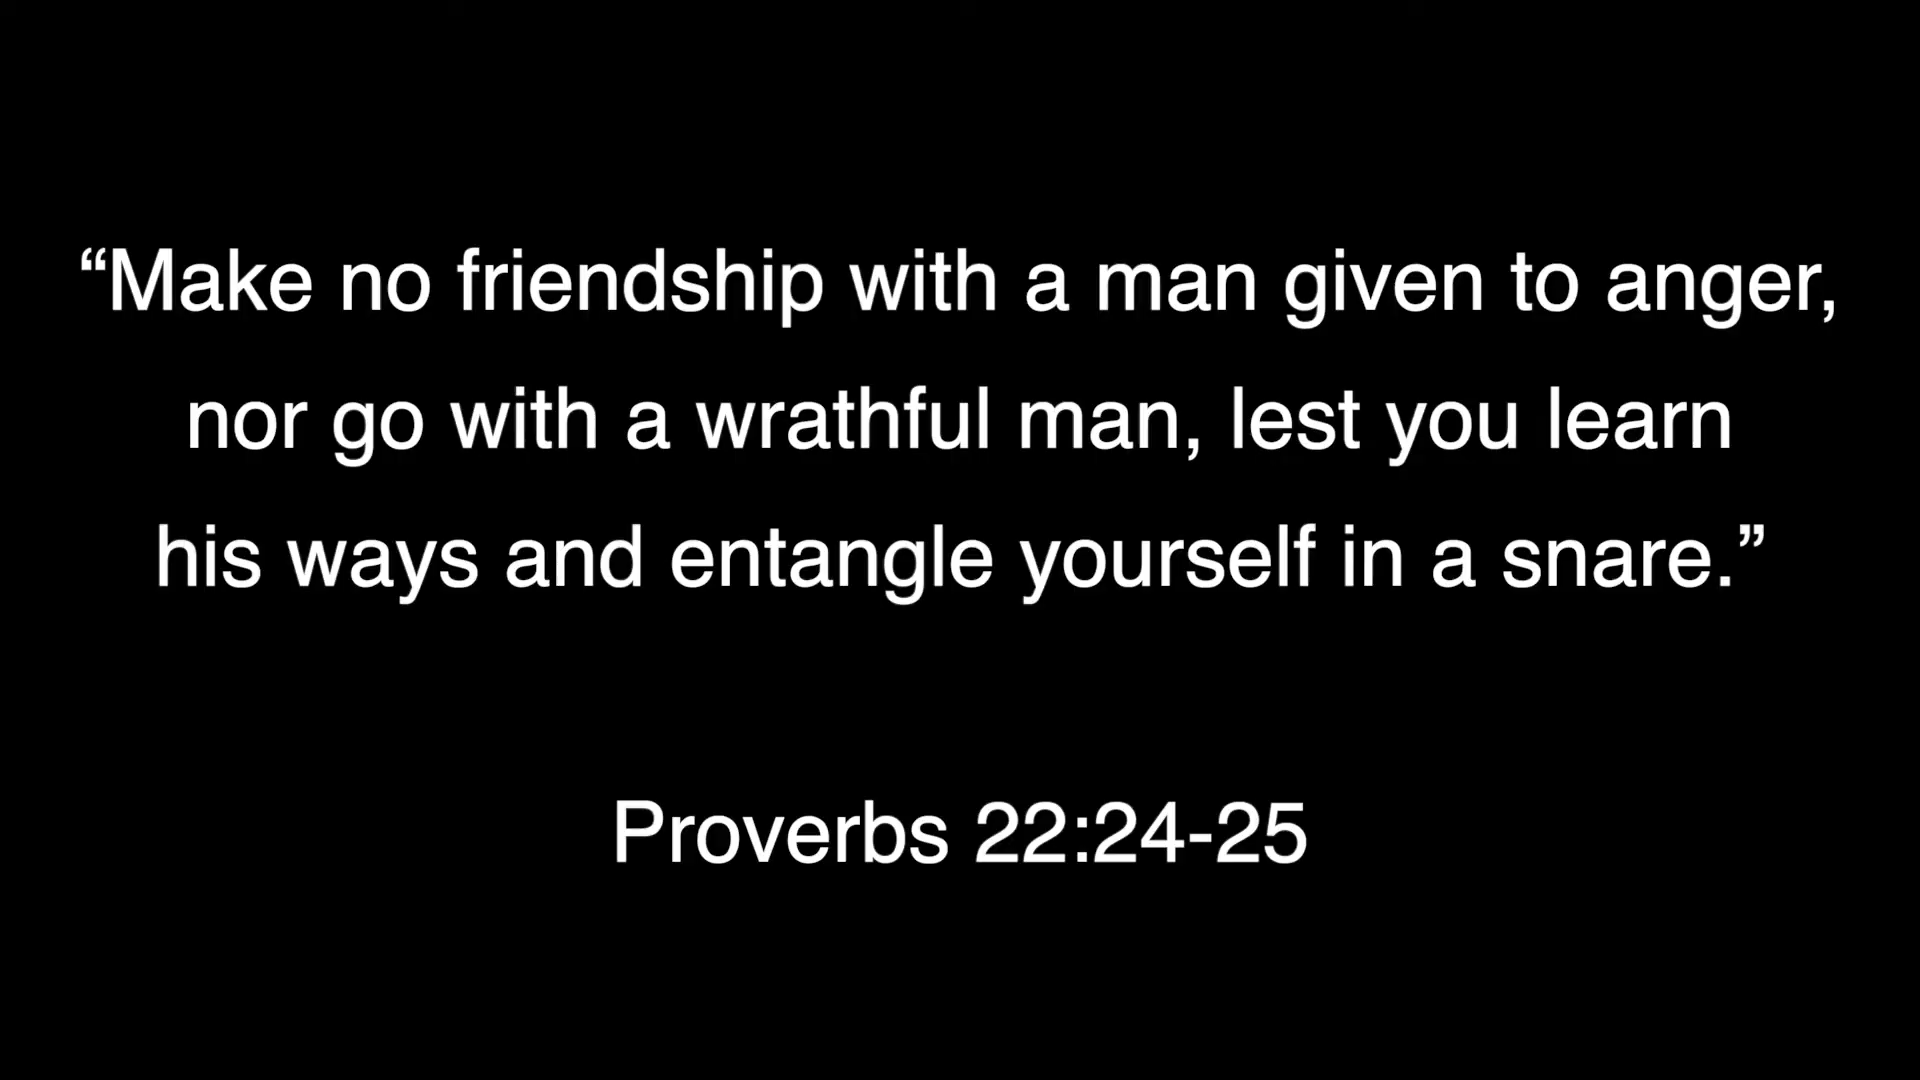 “Make no friendship with a man given to anger,
nor go with a wrathful man, lest you learn
his ways and entangle yourself in a snare.”
Proverbs 22:24-25